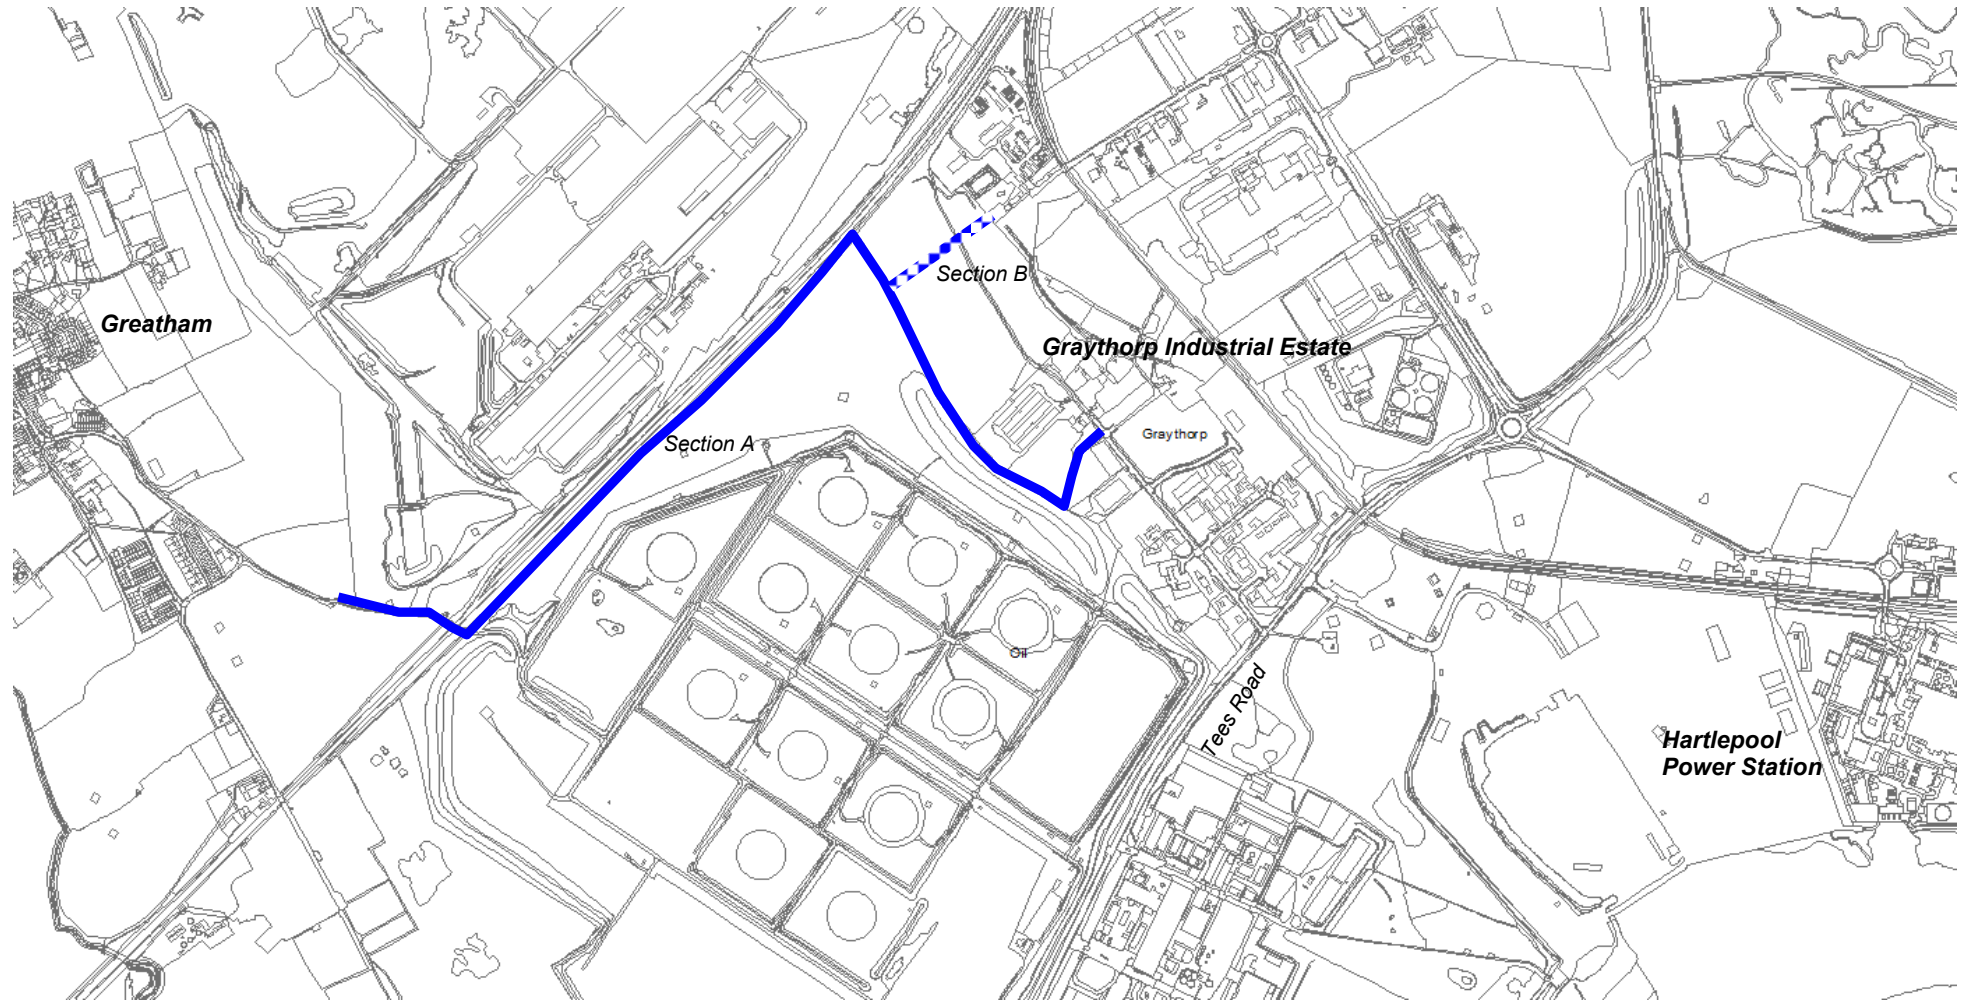 Section B
Greatham
Graythorp Industrial Estate
Graythorp
Section A
Oil
Tees Road
Hartlepool
Power Station